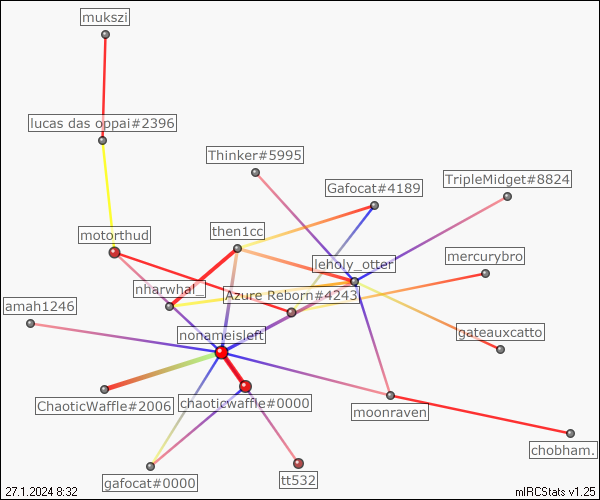 mukszi
lucas das oppai#2396
Thinker#5995
TripleMidget#8824
Gafocat#4189
motorthud
then1cc
mercurybro
leholy_otter
nharwhal_
Azure Reborn#4243
amah1246
nonameisleft
gateauxcatto
ChaoticWaffle#2006
chaoticwaffle#0000
moonraven
chobham.
gafocat#0000
tt532
27.1.2024 8:32
mIRCStats v1.25